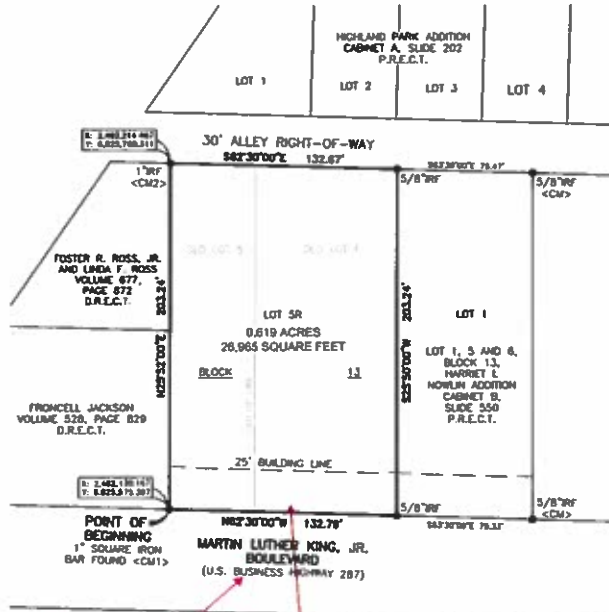 HIGHLAND PARK ADDITION
CABINET A, SLIDE 202
P.R.E.C.T.
LOT 1
LOT 2
LOT 3
LOT 4
30' ALLEY RIGHT-OF-WAY
132.67'
1"IRF
<CM2>
5/8"IRF
5/8"IRF
<CM>
FOSTER R. ROSS, JR.
AND LINDA F. ROSS
VOLUME 677,
PAGE 872
D.R.E.C.T.
203.24'
203.24'
LOT 5R
0.619 ACRES
26,965 SQUARE FEET
BLOCK
13
LOT 1
LOT 1, 5 AND 6,
BLOCK 13,
HARRIET E.
NOWLIN ADDITION
CABINET B,
SLIDE 550
P.R.E.C.T.
FRONCELL JACKSON
VOLUME 528, PAGE 829
D.R.E.C.T.
25' BUILDING LINE
N62°30'00"W 132.79'
5/8"IRF
5/8"IRF
<CM>
POINT OF
BEGINNING
1" SQUARE IRON
BAR FOUND <CM1>
MARTIN LUTHER KING, JR.
BOULEVARD
(U.S. BUSINESS HIGHWAY 287)